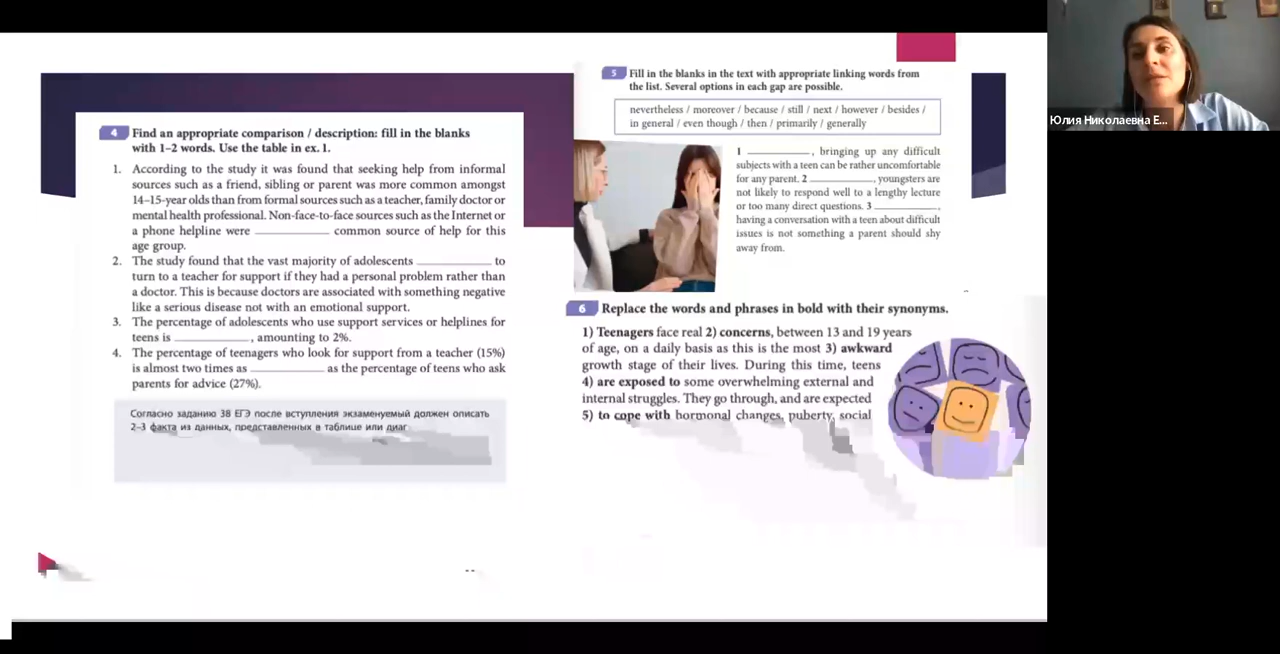 4 Find an appropriate comparison / description: fill in the blanks
with 1–2 words. Use the table in ex. 1.
1. According to the study it was found that seeking help from informal
sources such as a friend, sibling or parent was more common amongst
14–15-year olds than from formal sources such as a teacher, family doctor or
mental health professional. Non-face-to-face sources such as the Internet or
a phone helpline were ____________ common source of help for this
age group.
2. The study found that the vast majority of adolescents ____________ to
turn to a teacher for support if they had a personal problem rather than
a doctor. This is because doctors are associated with something negative
like a serious disease not with an emotional support.
3. The percentage of adolescents who use support services or helplines for
teens is ____________, amounting to 2%.
4. The percentage of teenagers who look for support from a teacher (15%)
is almost two times as ____________ as the percentage of teens who ask
parents for advice (27%).
Согласно заданию 38 ЕГЭ после вступления экзаменуемый должен описать
2–3 факта из данных, представленных в таблице или диаг
5 Fill in the blanks in the text with appropriate linking words from
the list. Several options in each gap are possible.
nevertheless / moreover / because / still / next / however / besides /
in general / even though / then / primarily / generally
1 __________, bringing up any difficult
subjects with a teen can be rather uncomfortable
for any parent. 2 __________, youngsters are
not likely to respond well to a lengthy lecture
or too many direct questions. 3 __________,
having a conversation with a teen about difficult
issues is not something a parent should shy
away from.
6 Replace the words and phrases in bold with their synonyms.
1) Teenagers face real 2) concerns, between 13 and 19 years
of age, on a daily basis as this is the most 3) awkward
growth stage of their lives. During this time, teens
4) are exposed to some overwhelming external and
internal struggles. They go through, and are expected
5) to cope with hormonal changes, puberty, social
Юлия Николаевна Е...